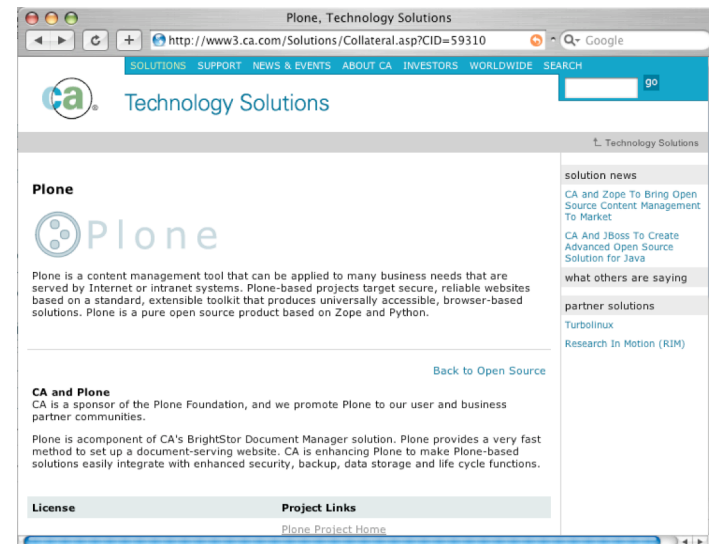 Plone, Technology Solutions
http://www3.ca.com/Solutions/Collateral.asp?CID=59310
Google
SOLUTIONS SUPPORT NEWS & EVENTS ABOUT CA INVESTORS WORLDWIDE SEARCH
go
ca
Technology Solutions
Technology Solutions
Plone
Plone
Plone is a content management tool that can be applied to many business needs that are
served by Internet or intranet systems. Plone-based projects target secure, reliable websites
based on a standard, extensible toolkit that produces universally accessible, browser-based
solutions. Plone is a pure open source product based on Zope and Python.
Back to Open Source
CA and Plone
CA is a sponsor of the Plone Foundation, and we promote Plone to our user and business
partner communities.
Plone is acomponent of CA's BrightStor Document Manager solution. Plone provides a very fast
method to set up a document-serving website. CA is enhancing Plone to make Plone-based
solutions easily integrate with enhanced security, backup, data storage and life cycle functions.
License Project Links
Plone Project Home
solution news
CA and Zope To Bring Open
Source Content Management
To Market
CA And JBoss To Create
Advanced Open Source
Solution for Java
what others are saying
partner solutions
Turbolinux
Research In Motion (RIM)